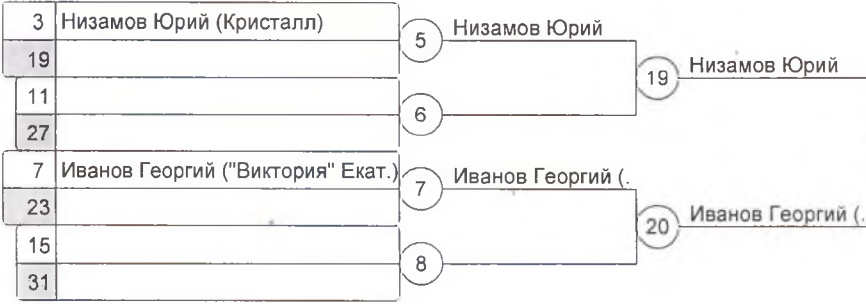 3 Низамов Юрий (Кристалл)
5 Низамов Юрий
19
19 Низамов Юрий
11
6
27
7 Иванов Георгий ("Виктория" Екат.)
7 Иванов Георгий (.
23
20 Иванов Георгий (.
15
8
31